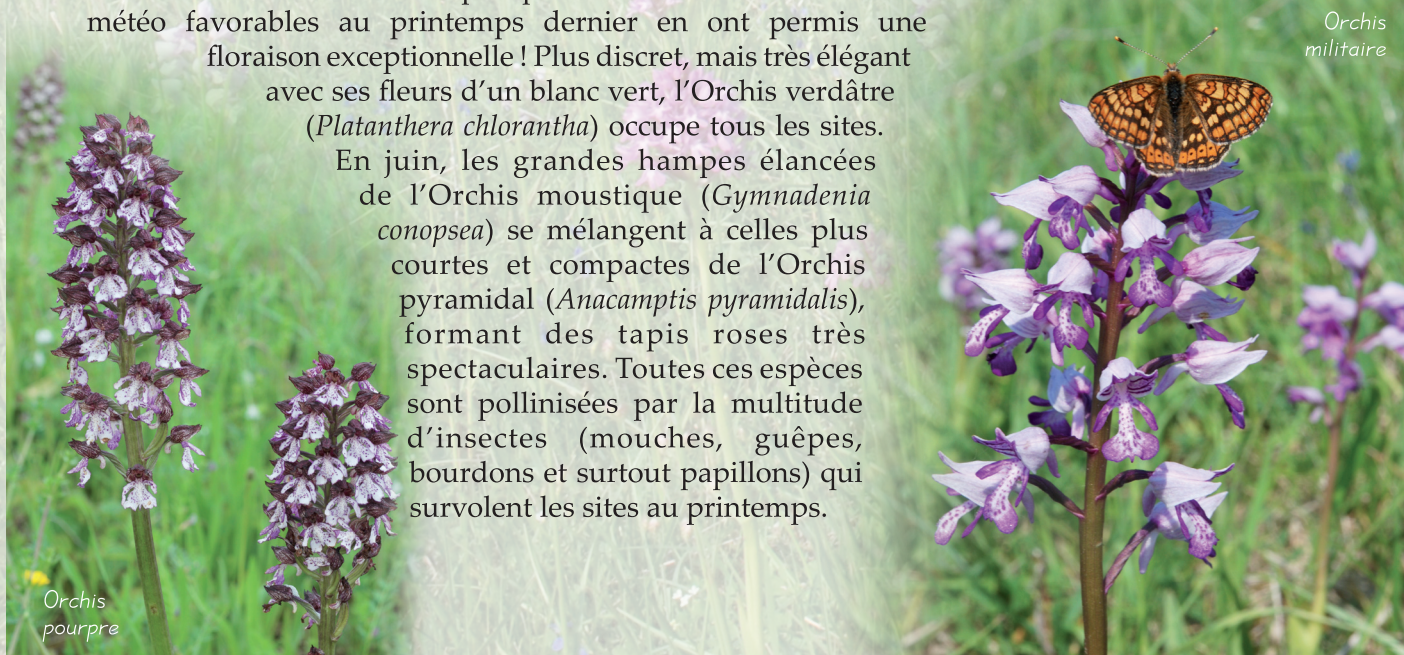 météo favorables au printemps dernier en ont permis une
floraison exceptionnelle ! Plus discret, mais très élégant
avec ses fleurs d'un blanc vert, l'Orchis verdâtre
(Platanthera chlorantha) occupe tous les sites.
En juin, les grandes hampes élancées
de l'Orchis moustique (Gymnadenia
conopsea) se mélangent à celles plus
courtes et compactes de l'Orchis
pyramidal (Anacamptis pyramidalis),
formant des tapis roses très
spectaculaires. Toutes ces espèces
sont pollinisées par la multitude
d'insectes (mouches, guêpes,
bourdons et surtout papillons) qui
survolent les sites au printemps.
Orchis
militaire
Orchis
pourpre